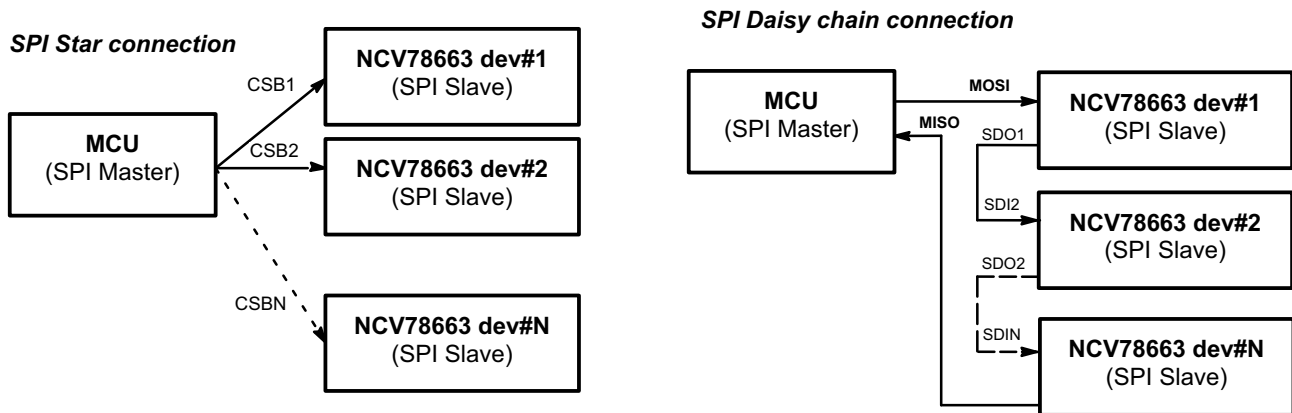 SPI Star connection
NCV78663 dev#1
(SPI Slave)
CSB1
MCU
(SPI Master)
CSB2
NCV78663 dev#2
(SPI Slave)
CSBN
NCV78663 dev#N
(SPI Slave)
SPI Daisy chain connection
MCU
(SPI Master)
MOSI
MISO
NCV78663 dev#1
(SPI Slave)
SDO1
SDI2
NCV78663 dev#2
(SPI Slave)
SDO2
SDIN
NCV78663 dev#N
(SPI Slave)